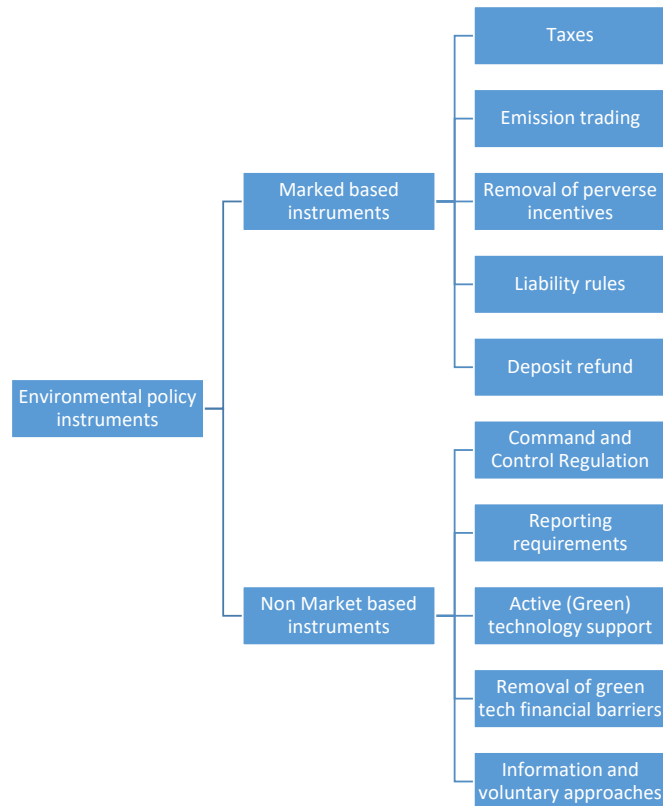 Taxes
Emission trading
Marked based
instruments
Removal of perverse
incentives
Liability rules
Deposit refund
Environmental policy
instruments
Command and
Control Regulation
Reporting
requirements
Non Market based
instruments
Active (Green)
technology support
Removal of green
tech financial barriers
Information and
voluntary approaches